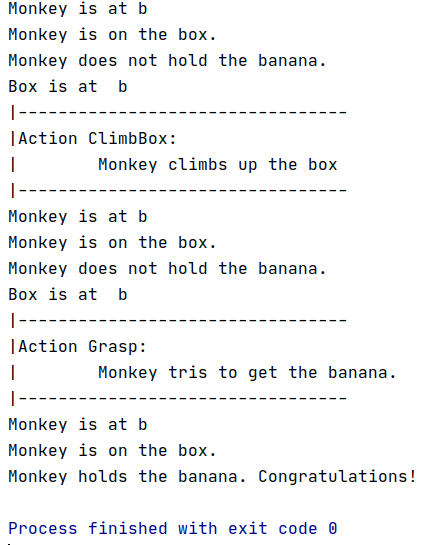 Monkey is at b
Monkey is on the box.
Monkey does not hold the banana.
Box is at  b
|---------------------------------
|Action ClimbBox:
|        Monkey climbs up the box
|---------------------------------
Monkey is at b
Monkey is on the box.
Monkey does not hold the banana.
Box is at  b
|---------------------------------
|Action Grasp:
|        Monkey tris to get the banana.
|---------------------------------
Monkey is at b
Monkey is on the box.
Monkey holds the banana. Congratulations!
Process finished with exit code 0